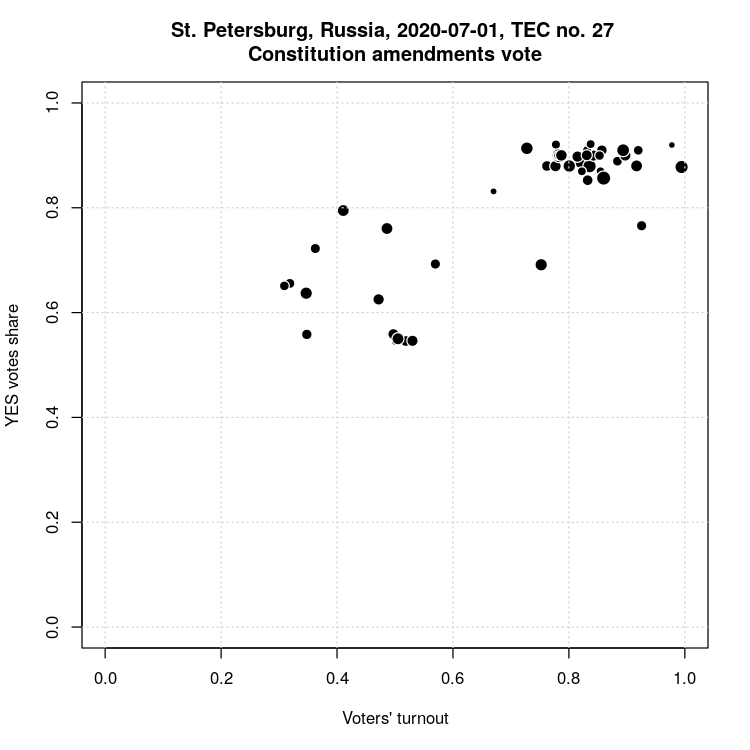 St. Petersburg, Russia, 2020-07-01, TEC no. 27
Constitution amendments vote
YES votes share
1.0
0.8
0.6
0.4
0.2
0.0
0.0 0.2 0.4 0.6 0.8 1.0
Voters' turnout